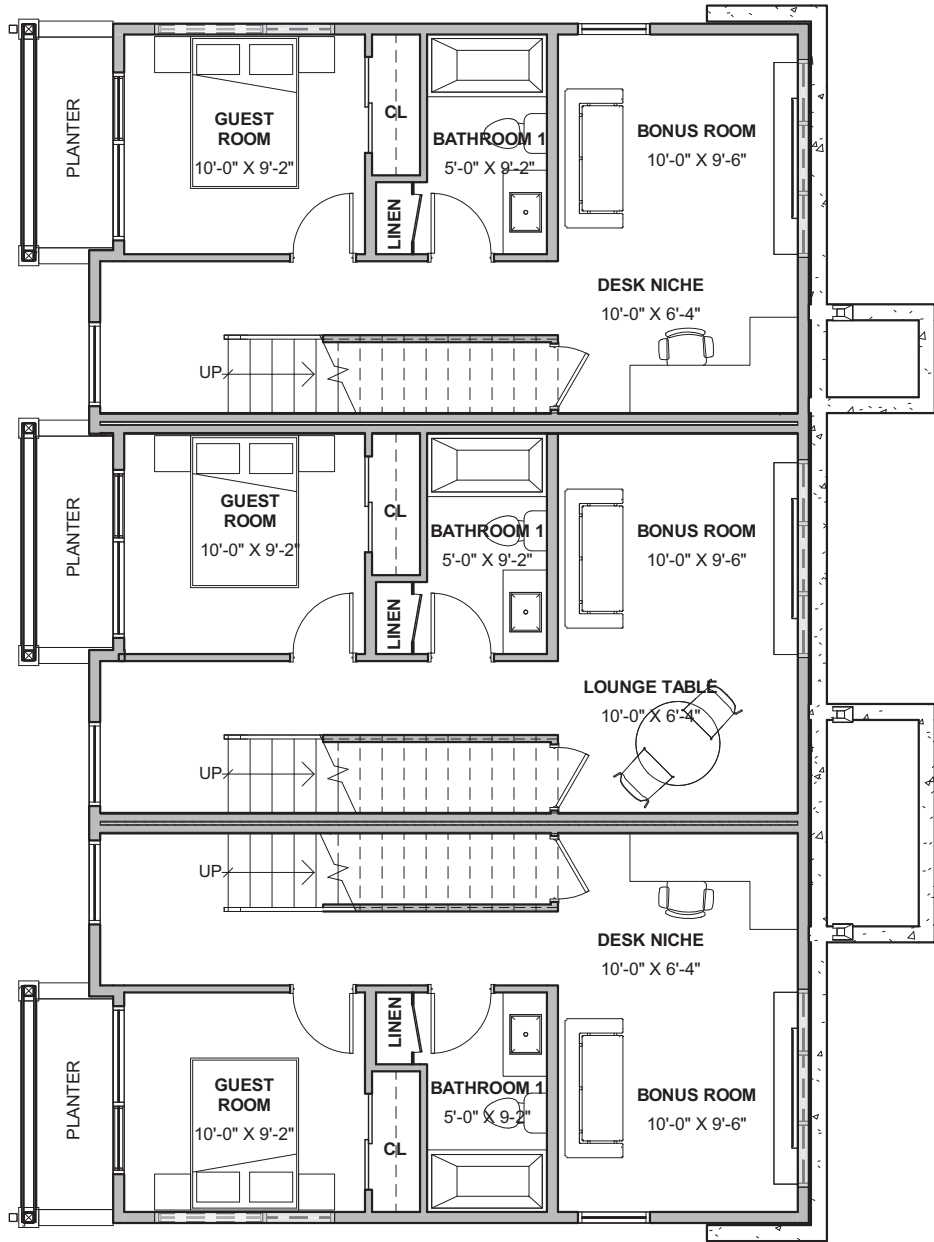 PLANTER
GUEST
ROOM
10'-0" X 9'-2"
CL
LINEN
BATHROOM 1
5'-0" X 9'-2"
BONUS ROOM
10'-0" X 9'-6"
DESK NICHE
10'-0" X 6'-4"
UP
PLANTER
GUEST
ROOM
10'-0" X 9'-2"
CL
LINEN
BATHROOM 1
5'-0" X 9'-2"
BONUS ROOM
10'-0" X 9'-6"
LOUNGE TABLE
10'-0" X 6'-4"
UP
UP
DESK NICHE
10'-0" X 6'-4"
PLANTER
GUEST
ROOM
10'-0" X 9'-2"
LINEN
CL
BATHROOM 1
5'-0" X 9-2"
BONUS ROOM
10'-0" X 9'-6"